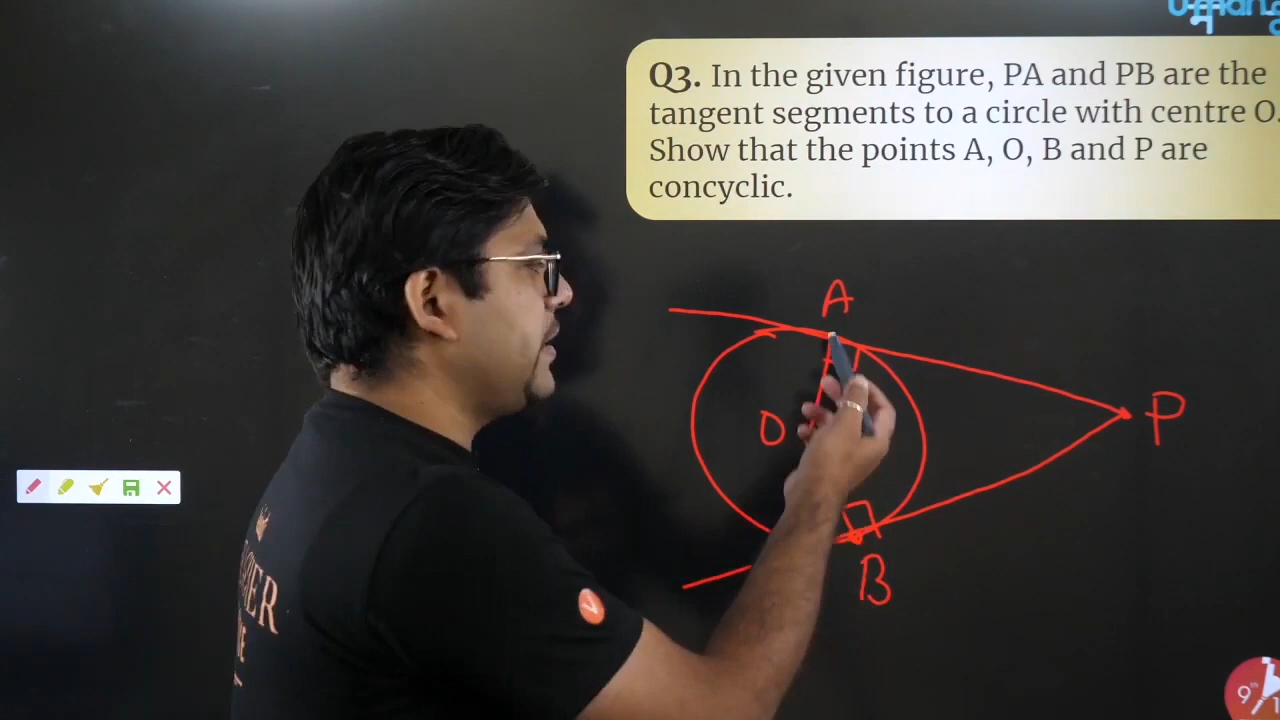 Q3. In the given figure, PA and PB are the
tangent segments to a circle with centre O.
Show that the points A, O, B and P are
concyclic.
A
O
P
B
9th